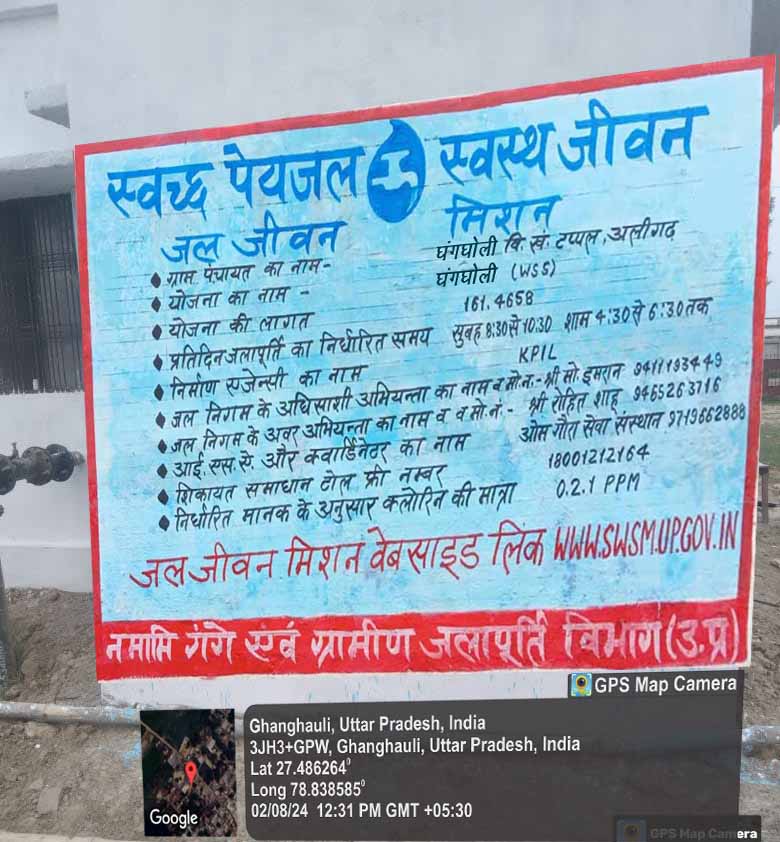 स्वच्छ पेयजल स्वस्थ जीवन
जल जीवन मिशन
◆ ग्राम पंचायत का नाम- घंगघोली वि.खं. टप्पल, अलीगढ़
◆ योजना का नाम - घंगघोली (WSS)
◆ योजना की लागत 161.4658
◆ प्रतिदिन जलापूर्ति का निर्धारित समय सुबह 8:30 से 10:30 शाम 4:30 से 6:30 तक
◆ निर्माण एजेन्सी का नाम KPIL
◆ जल निगम के अधिसाशी अभियन्ता का नाम व मो.नं:- श्री मो. इमरान 9411193449
◆ जल निगम के अवर अभियन्ता का नाम व व मो.नं:- श्री रोहित शाहू 9465263716
◆ आई. एस. ऐ. और क्वार्डिनेटर का नाम ओम गौरा सेवा संस्थान 9719662888
◆ शिकायत समाधान टोल फ्री नम्बर 18001212164
◆ निर्धारित मानक के अनुसार क्लोरिन की मात्रा 0.2.1 PPM
जल जीवन मिशन वेबसाइड लिंक WWW.SWSM.UP.GOV.IN
नमामि गंगे एवं ग्रामीण जलापूर्ति विभाग (उ.प्र)
GPS Map Camera
Ghanghauli, Uttar Pradesh, India
3JH3+GPW, Ghanghauli, Uttar Pradesh, India
Lat 27.486264°
Long 78.838585°
02/08/24 12:31 PM GMT +05:30
Google
GPS Map Camera